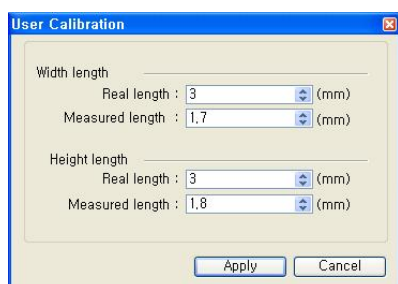 User Calibration
Width length
Real length : 3 (mm)
Measured length : 1,7 (mm)
Height length
Real length : 3 (mm)
Measured length : 1,8 (mm)
Apply Cancel